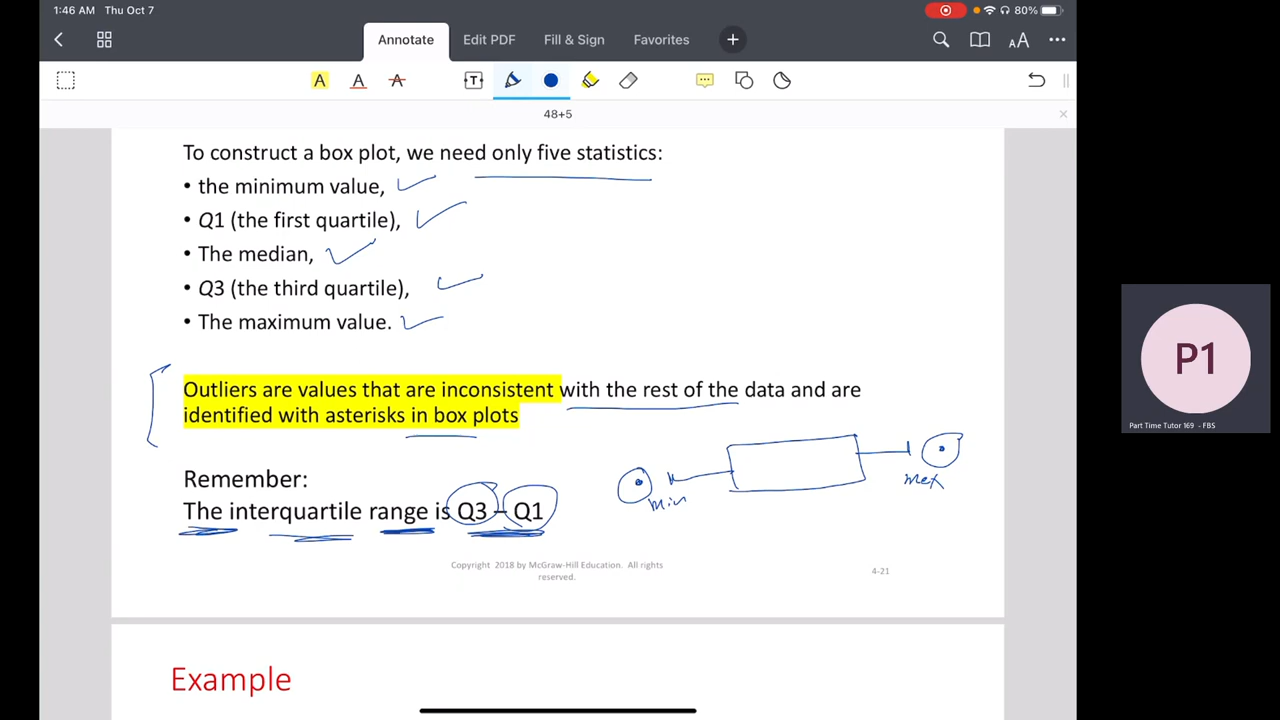 1:46 AM Thu Oct 7
80%
Annotate Edit PDF Fill & Sign Favorites
A A A T
AA
48+5
To construct a box plot, we need only five statistics:
• the minimum value,
• Q1 (the first quartile),
• The median,
• Q3 (the third quartile),
• The maximum value.
Outliers are values that are inconsistent with the rest of the data and are
identified with asterisks in box plots
Remember:
The interquartile range is Q3 – Q1
min
max
Copyright 2018 by McGraw-Hill Education. All rights
reserved.
4-21
Example
P1
Part Time Tutor 169 - FBS